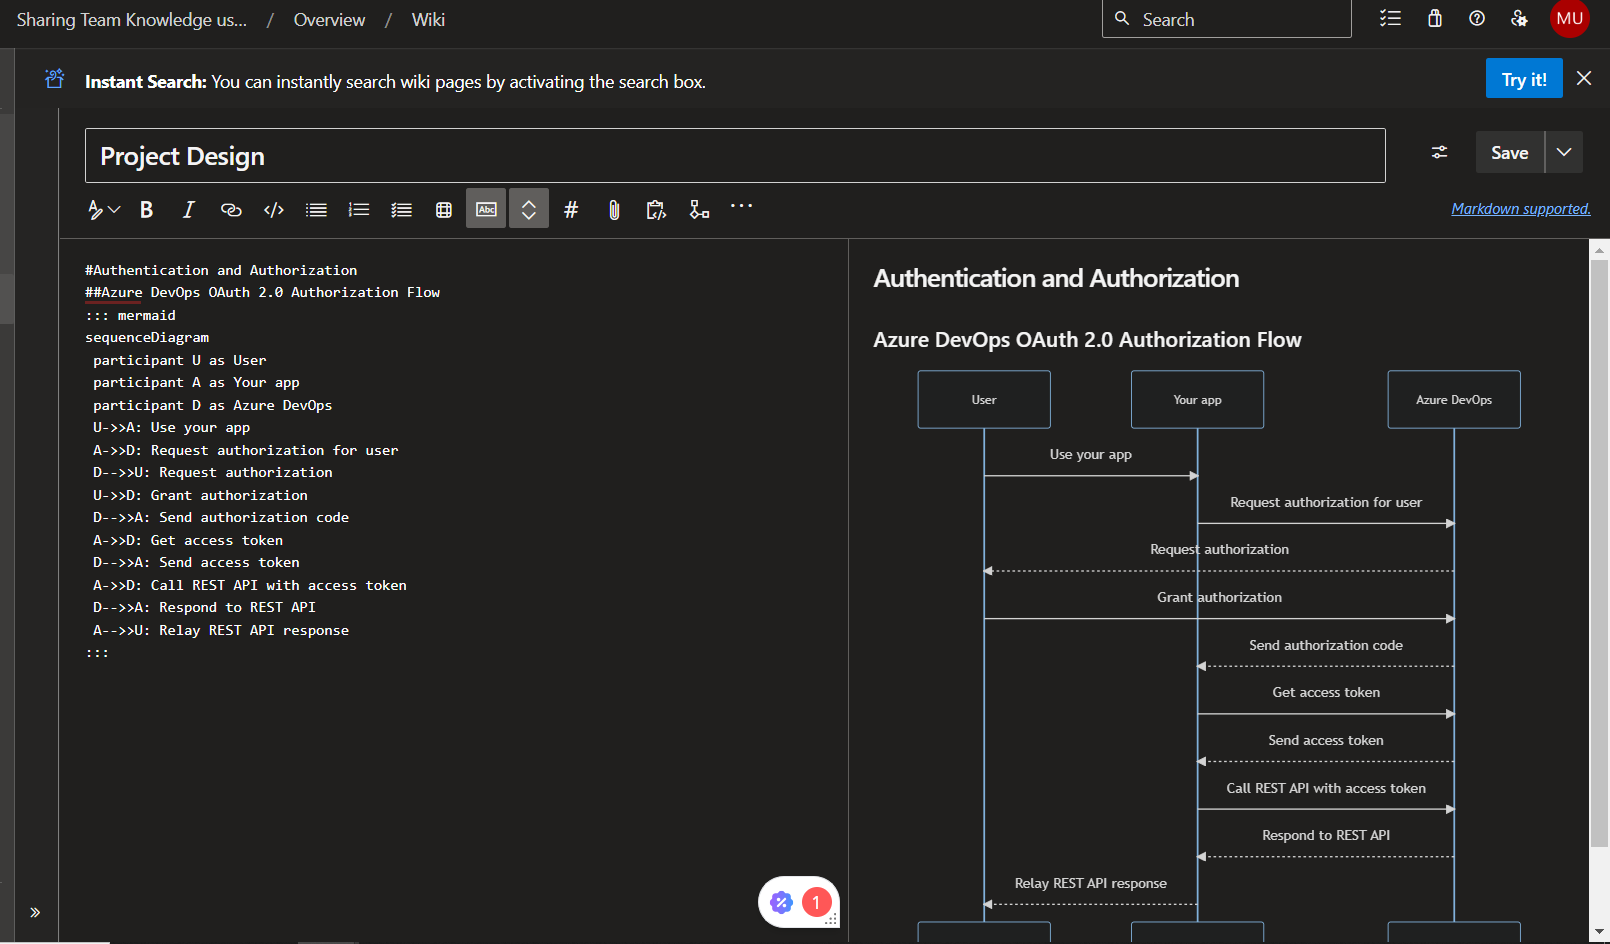 Sharing Team Knowledge us... / Overview / Wiki
Search
MU
Instant Search: You can instantly search wiki pages by activating the search box.
Try it!
Project Design
Save
B I </> Abc # ...
Markdown supported.
#Authentication and Authorization
##Azure DevOps OAuth 2.0 Authorization Flow
::: mermaid
sequenceDiagram
participant U as User
participant A as Your app
participant D as Azure DevOps
U->>A: Use your app
A->>D: Request authorization for user
D-->>U: Request authorization
U->>D: Grant authorization
D-->>A: Send authorization code
A->>D: Get access token
D-->>A: Send access token
A->>D: Call REST API with access token
D-->>A: Respond to REST API
A-->>U: Relay REST API response
:::
1
Authentication and Authorization
Azure DevOps OAuth 2.0 Authorization Flow
User
Your app
Azure DevOps
Use your app
Request authorization for user
Request authorization
Grant authorization
Send authorization code
Get access token
Send access token
Call REST API with access token
Respond to REST API
Relay REST API response